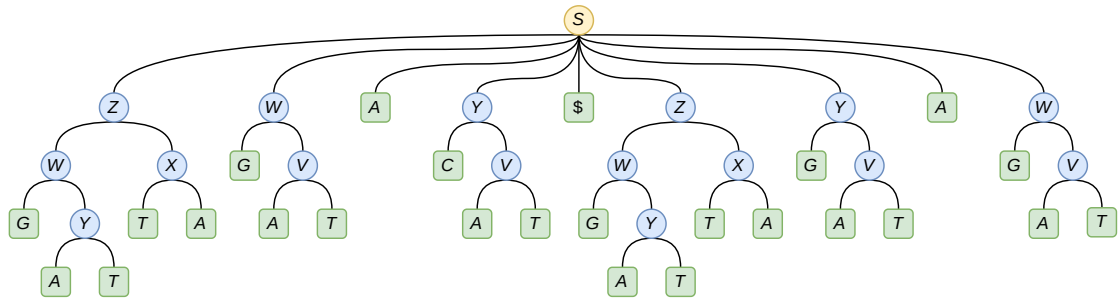 S
Z W A Y $ Z Y A W
W X G V C V W X G V G V
G Y T A A T A T G Y T A A T A T
A T A T